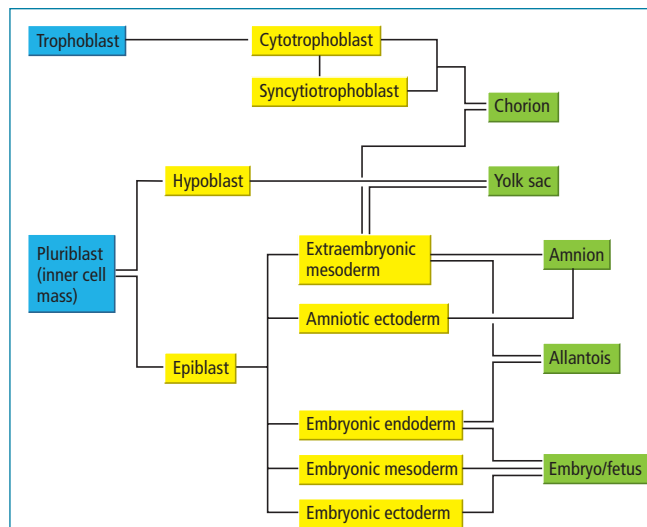 Trophoblast
Cytotrophoblast
Syncytiotrophoblast
Chorion
Hypoblast
Yolk sac
Pluriblast
(inner cell
mass)
Extraembryonic
mesoderm
Amnion
Amniotic ectoderm
Epiblast
Allantois
Embryonic endoderm
Embryonic mesoderm
Embryo/fetus
Embryonic ectoderm